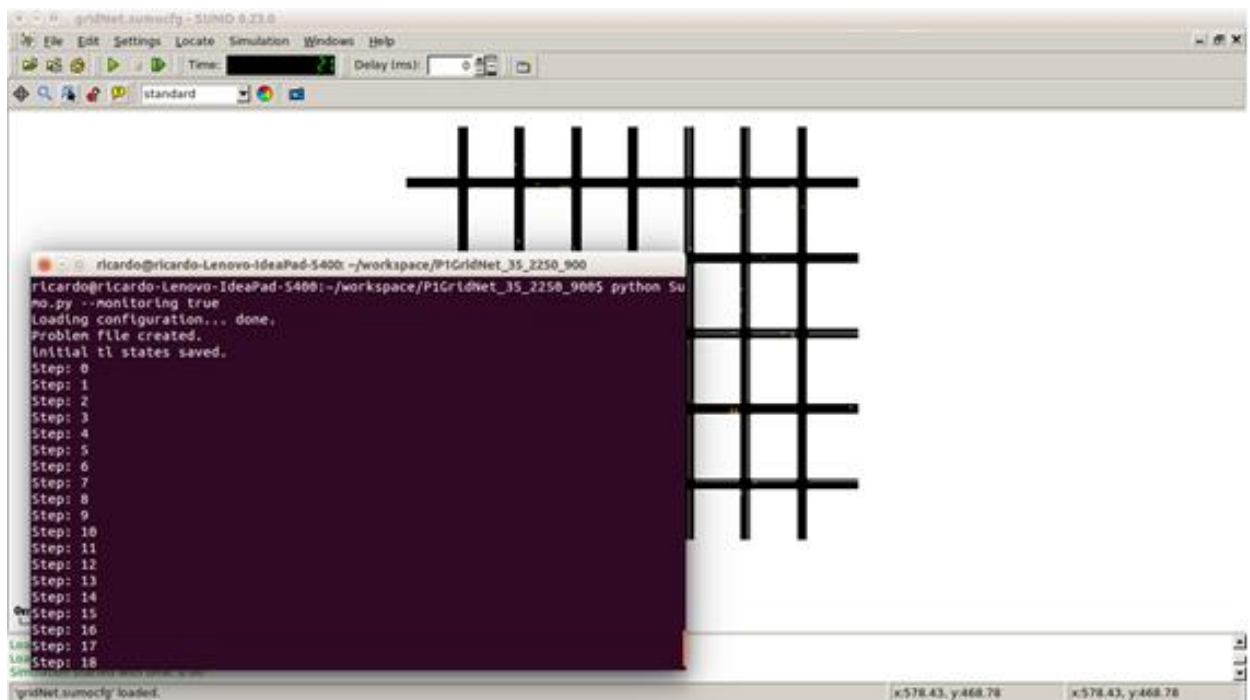 gridNet.sumocfg - SUMO 0.23.0
File Edit Settings Locate Simulation Windows Help
Time: Delay (ms): 0
standard
ricardo@ricardo-Lenovo-IdeaPad-S400: ~/workspace/P1GridNet_35_2250_900
ricardo@ricardo-Lenovo-IdeaPad-S400:~/workspace/P1GridNet_35_2250_900$ python Su
mo.py --monitoring true
Loading configuration... done.
Problem file created.
initial tl states saved.
Step: 0
Step: 1
Step: 2
Step: 3
Step: 4
Step: 5
Step: 6
Step: 7
Step: 8
Step: 9
Step: 10
Step: 11
Step: 12
Step: 13
Step: 14
Step: 15
Step: 16
Step: 17
Step: 18
'gridNet.sumocfg' loaded. x:578.43, y:468.78 x:578.43, y:468.78